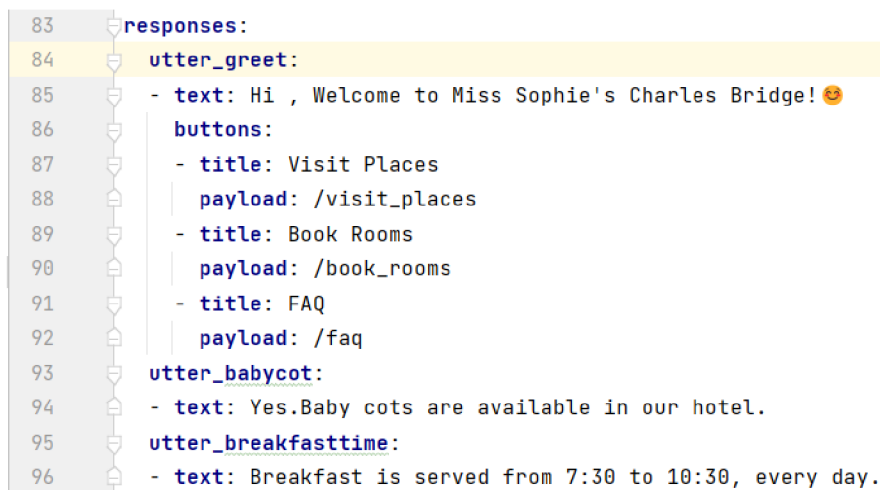 83 responses:
84 utter_greet:
85 - text: Hi , Welcome to Miss Sophie's Charles Bridge!😊
86 buttons:
87 - title: Visit Places
88 payload: /visit_places
89 - title: Book Rooms
90 payload: /book_rooms
91 - title: FAQ
92 payload: /faq
93 utter_babycot:
94 - text: Yes.Baby cots are available in our hotel.
95 utter_breakfasttime:
96 - text: Breakfast is served from 7:30 to 10:30, every day.